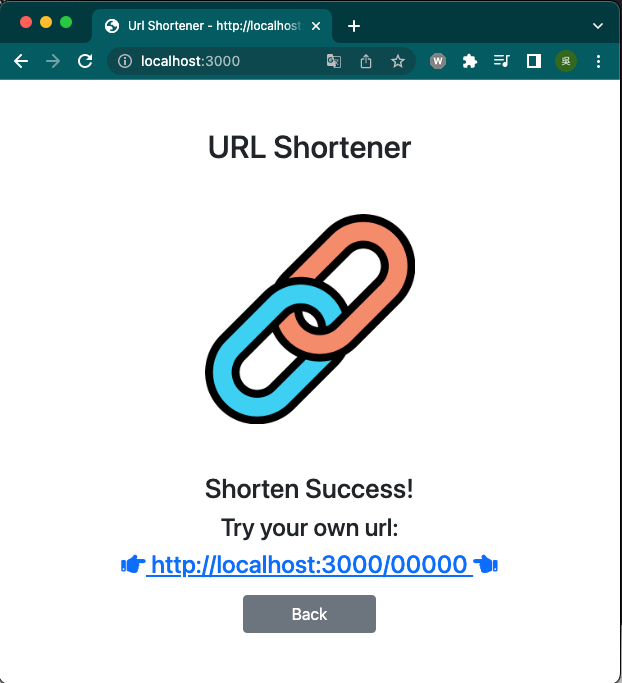 Url Shortener - http://localhost
localhost:3000
W
吳
URL Shortener
Shorten Success!
Try your own url:
http://localhost:3000/00000
Back